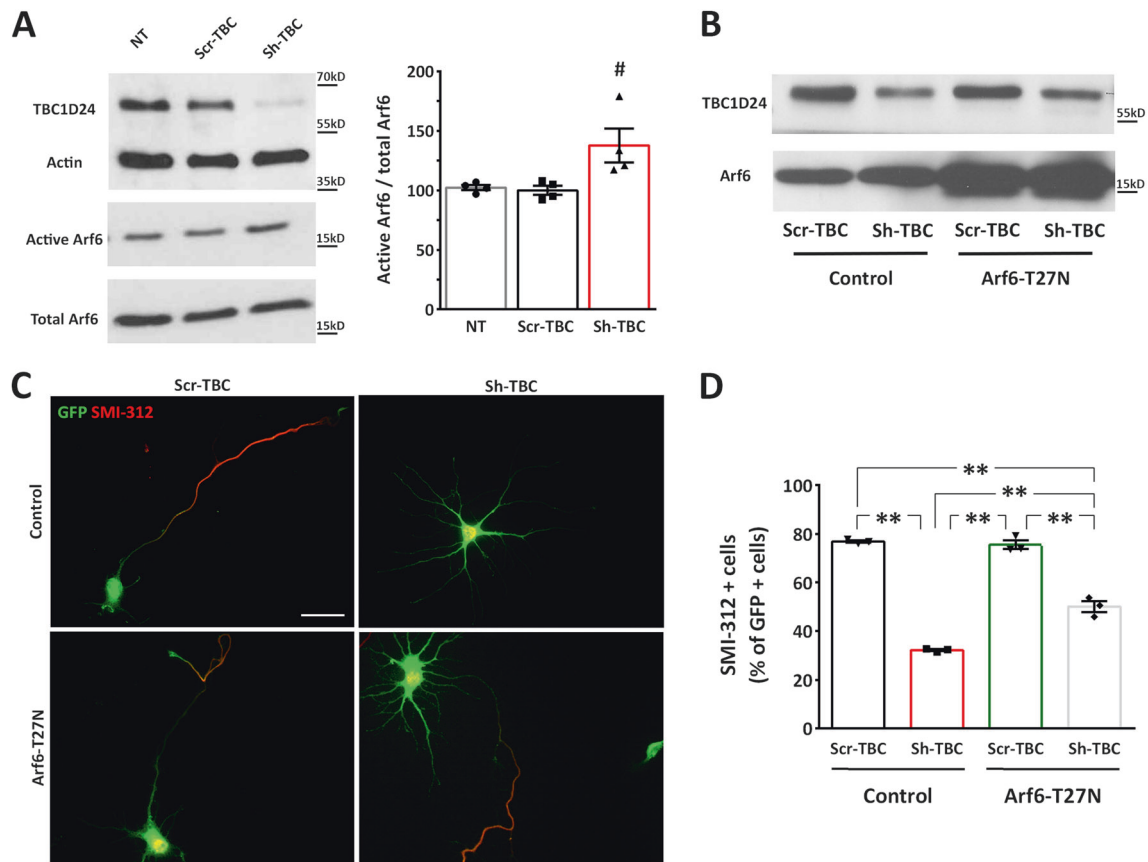 A
NT
Scr-TBC
Sh-TBC
TBC1D24
70kD
55kD
Actin
35kD
Active Arf6
15kD
Total Arf6
15kD
Active Arf6 / total Arf6
200
150
100
50
0
#
NT
Scr-TBC
Sh-TBC
B
TBC1D24
55kD
Arf6
15kD
Scr-TBC
Sh-TBC
Scr-TBC
Sh-TBC
Control
Arf6-T27N
C
Scr-TBC
Sh-TBC
GFP SMI-312
Control
Arf6-T27N
D
SMI-312 + cells
(% of GFP + cells)
100
80
60
40
20
0
**
**
** ** **
Scr-TBC
Sh-TBC
Scr-TBC
Sh-TBC
Control
Arf6-T27N